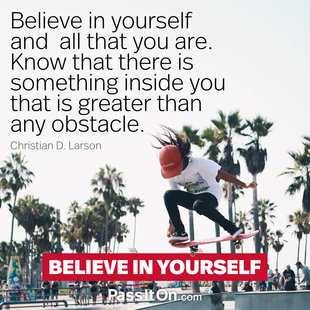 Believe in yourself
and all that you are.
Know that there is
something inside you
that is greater than
any obstacle.
Christian D. Larson
BELIEVE IN YOURSELF
PassItOn.com